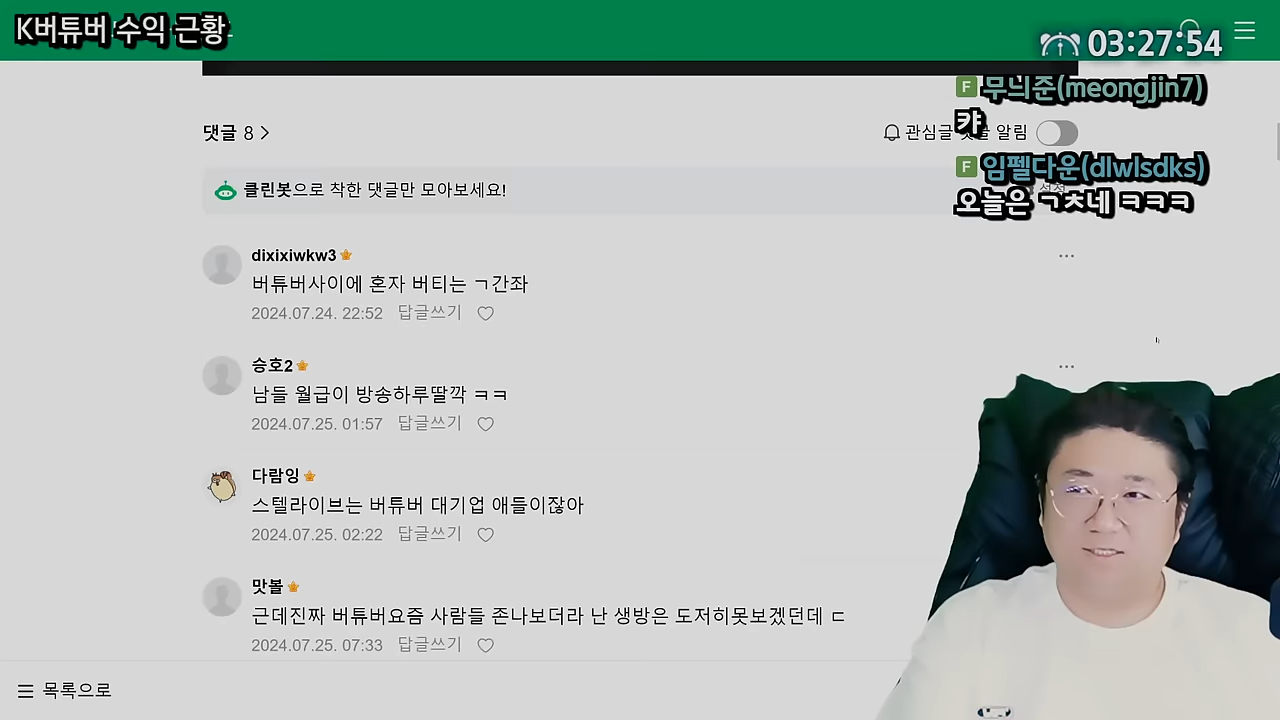 K버튜버 수익 근황
03:27:54
F 무늬준(meongjin7)
캬
댓글 8
관심글 댓글 알림
F 임펠다운(dlwlsdks)
오늘은 ㄱㅊ네 ㅋㅋㅋ
클린봇으로 착한 댓글만 모아보세요!
설정
dixixiwkw3
버튜버사이에 혼자 버티는 ㄱ간좌
2024.07.24. 22:52 답글쓰기
승호2
남들 월급이 방송하루딸깍 ㅋㅋ
2024.07.25. 01:57 답글쓰기
다람잉
스텔라이브는 버튜버 대기업 애들이잖아
2024.07.25. 02:22 답글쓰기
맛볼
근데진짜 버튜버요즘 사람들 존나보더라 난 생방은 도저히못보겠던데 ㄷ
2024.07.25. 07:33 답글쓰기
목록으로